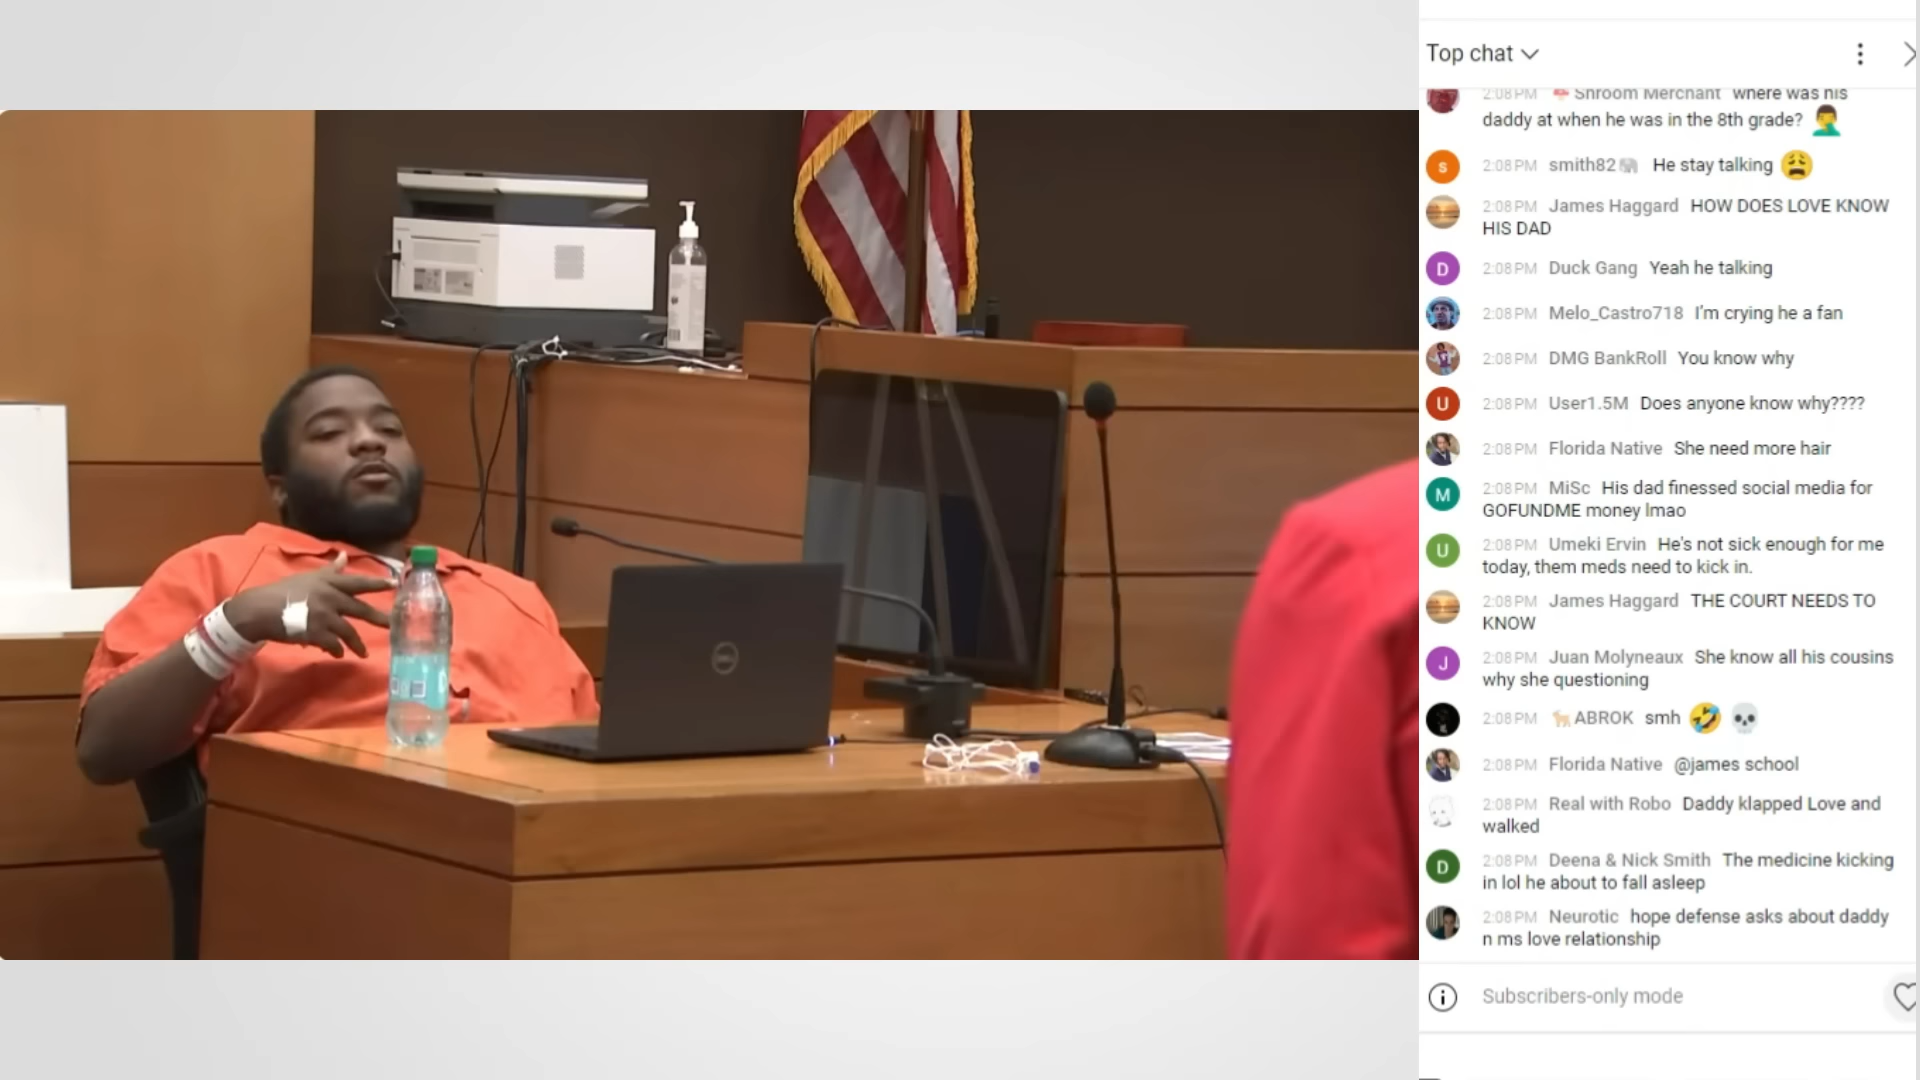 Top chat
2:08 PM Shroom Merchant where was his
daddy at when he was in the 8th grade?
s
2:08 PM smith82 He stay talking
2:08 PM James Haggard HOW DOES LOVE KNOW
HIS DAD
D
2:08 PM Duck Gang Yeah he talking
2:08 PM Melo_Castro718 I'm crying he a fan
2:08 PM DMG BankRoll You know why
U
2:08 PM User1.5M Does anyone know why????
2:08 PM Florida Native She need more hair
M
2:08 PM MiSc His dad finessed social media for
GOFUNDME money lmao
U
2:08 PM Umeki Ervin He's not sick enough for me
today, them meds need to kick in.
2:08 PM James Haggard THE COURT NEEDS TO
KNOW
J
2:08 PM Juan Molyneaux She know all his cousins
why she questioning
2:08 PM ABROK smh
2:08 PM Florida Native @james school
2:08 PM Real with Robo Daddy klapped Love and
walked
D
2:08 PM Deena & Nick Smith The medicine kicking
in lol he about to fall asleep
2:08 PM Neurotic hope defense asks about daddy
n ms love relationship
Subscribers-only mode
DELL